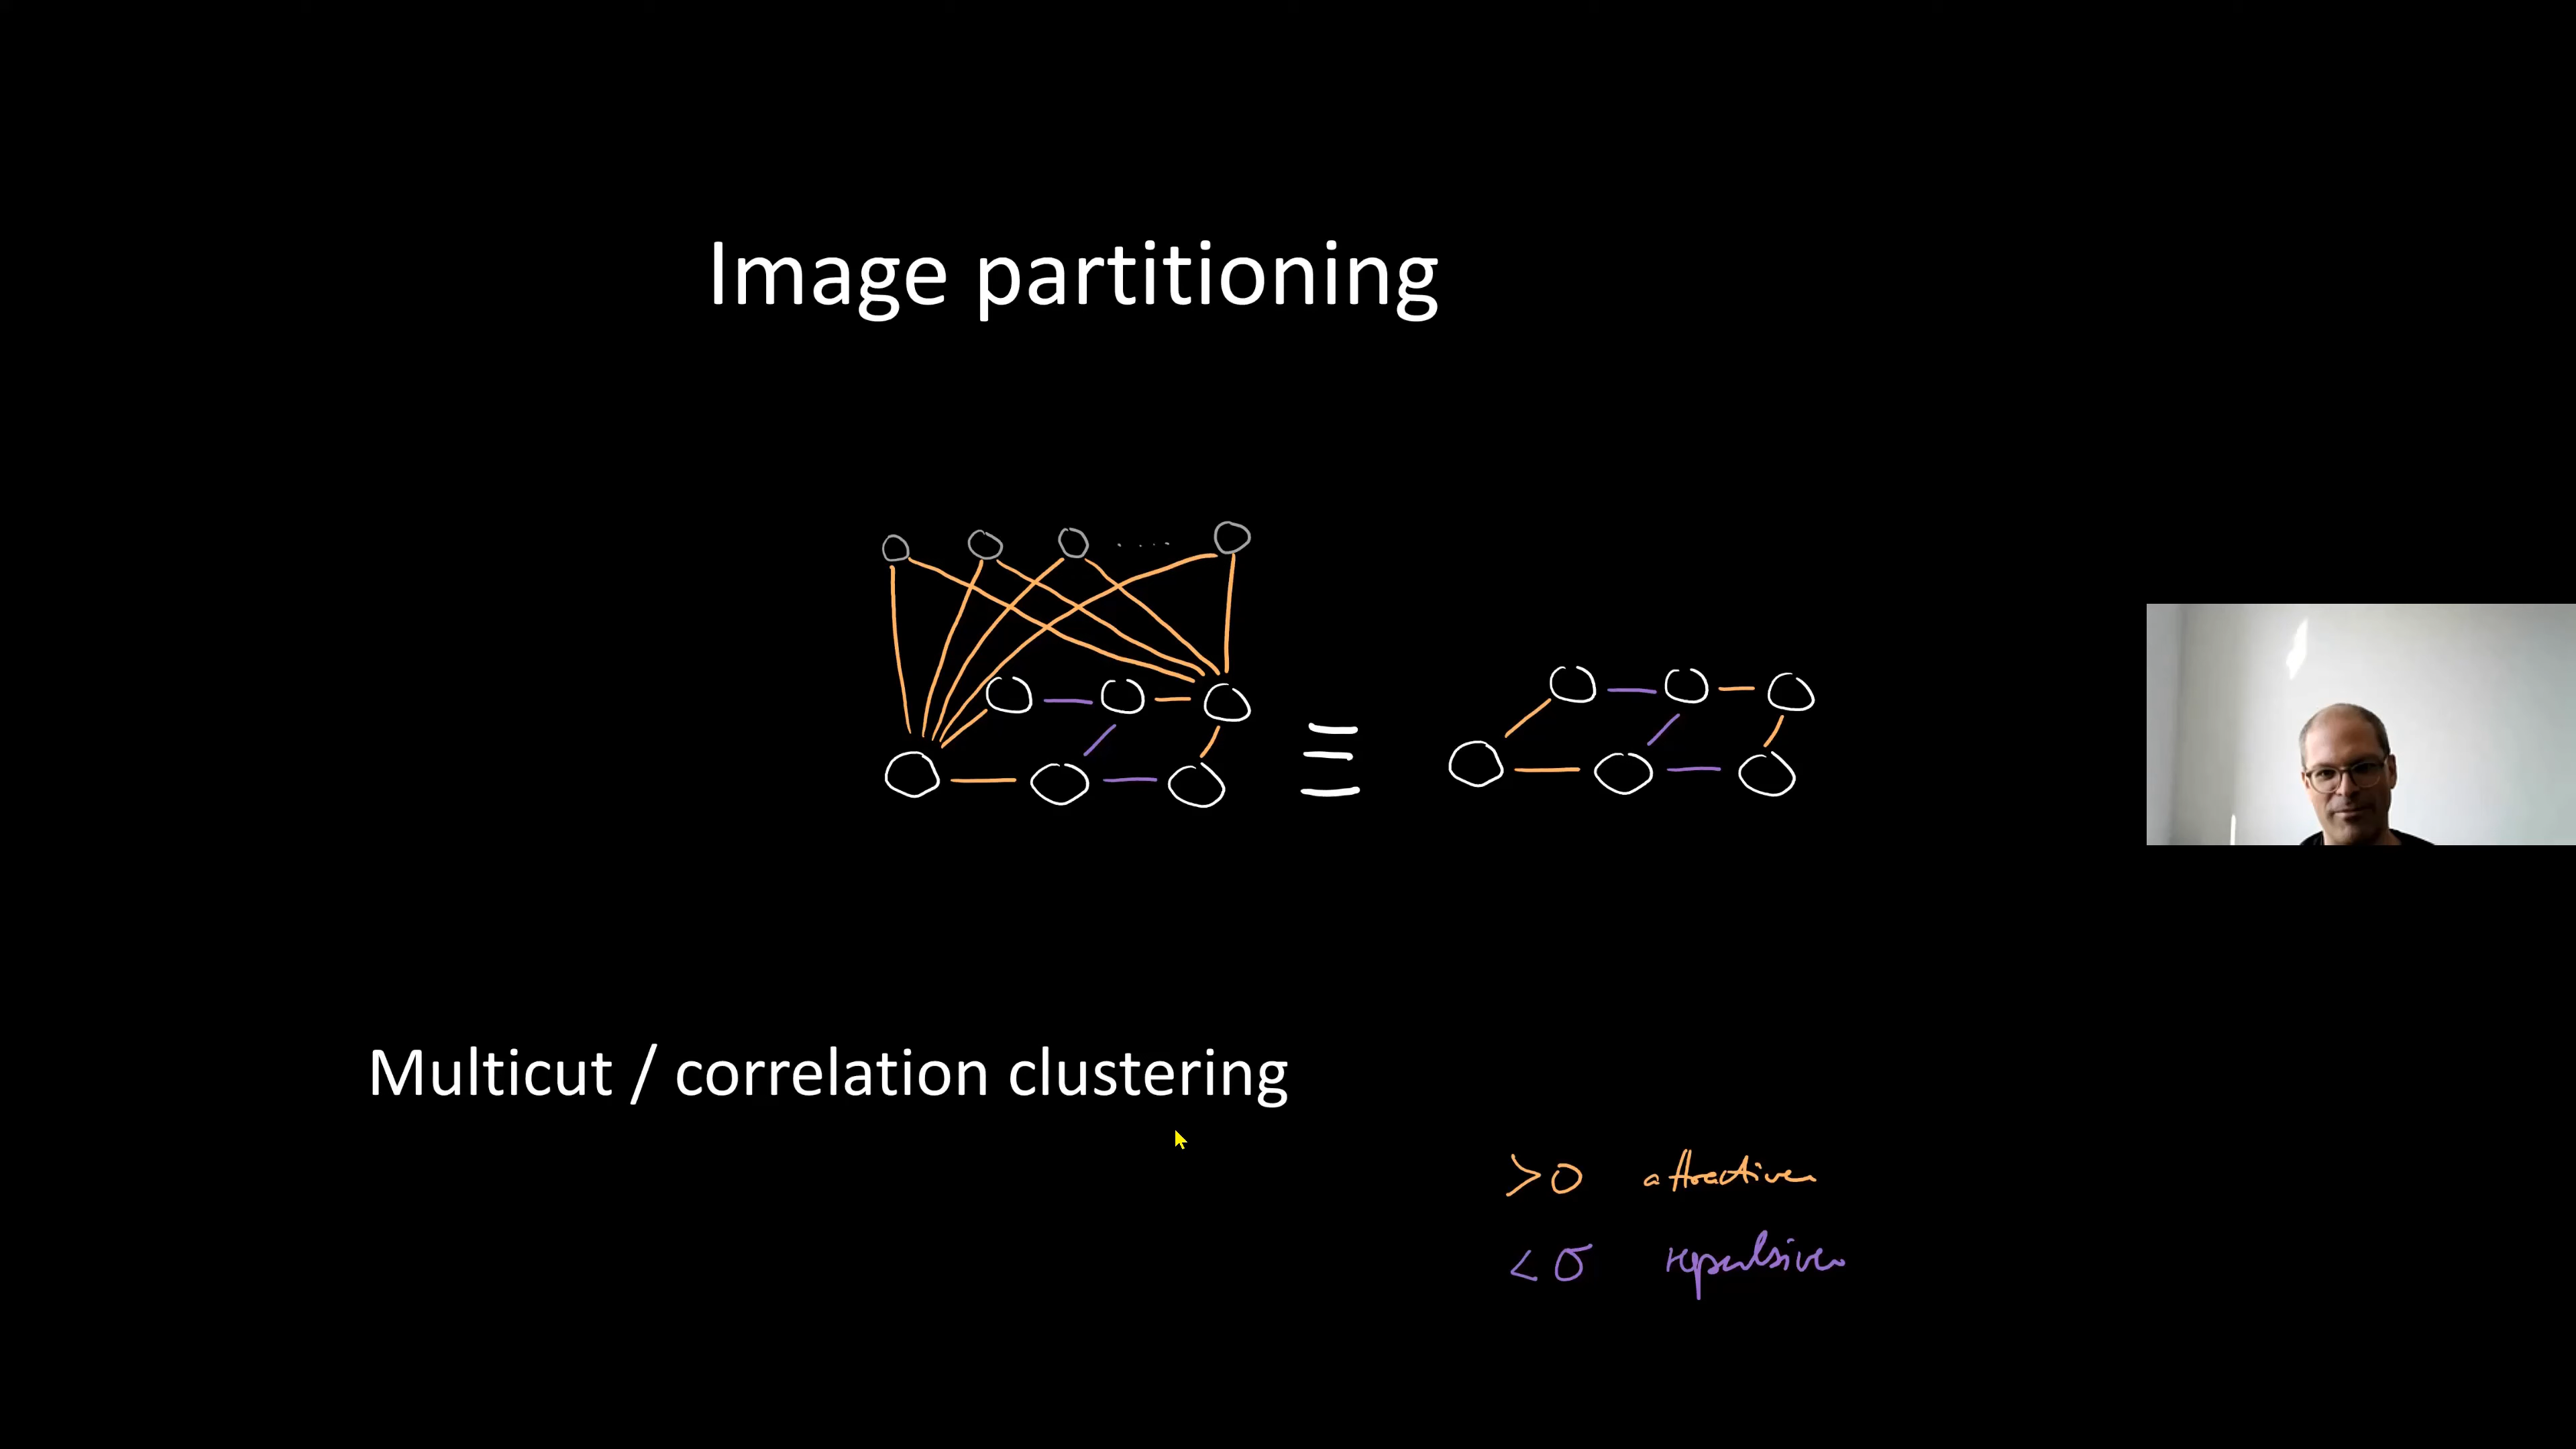 Image partitioning
Multicut / correlation clustering
>0 attractive
<0 repulsive